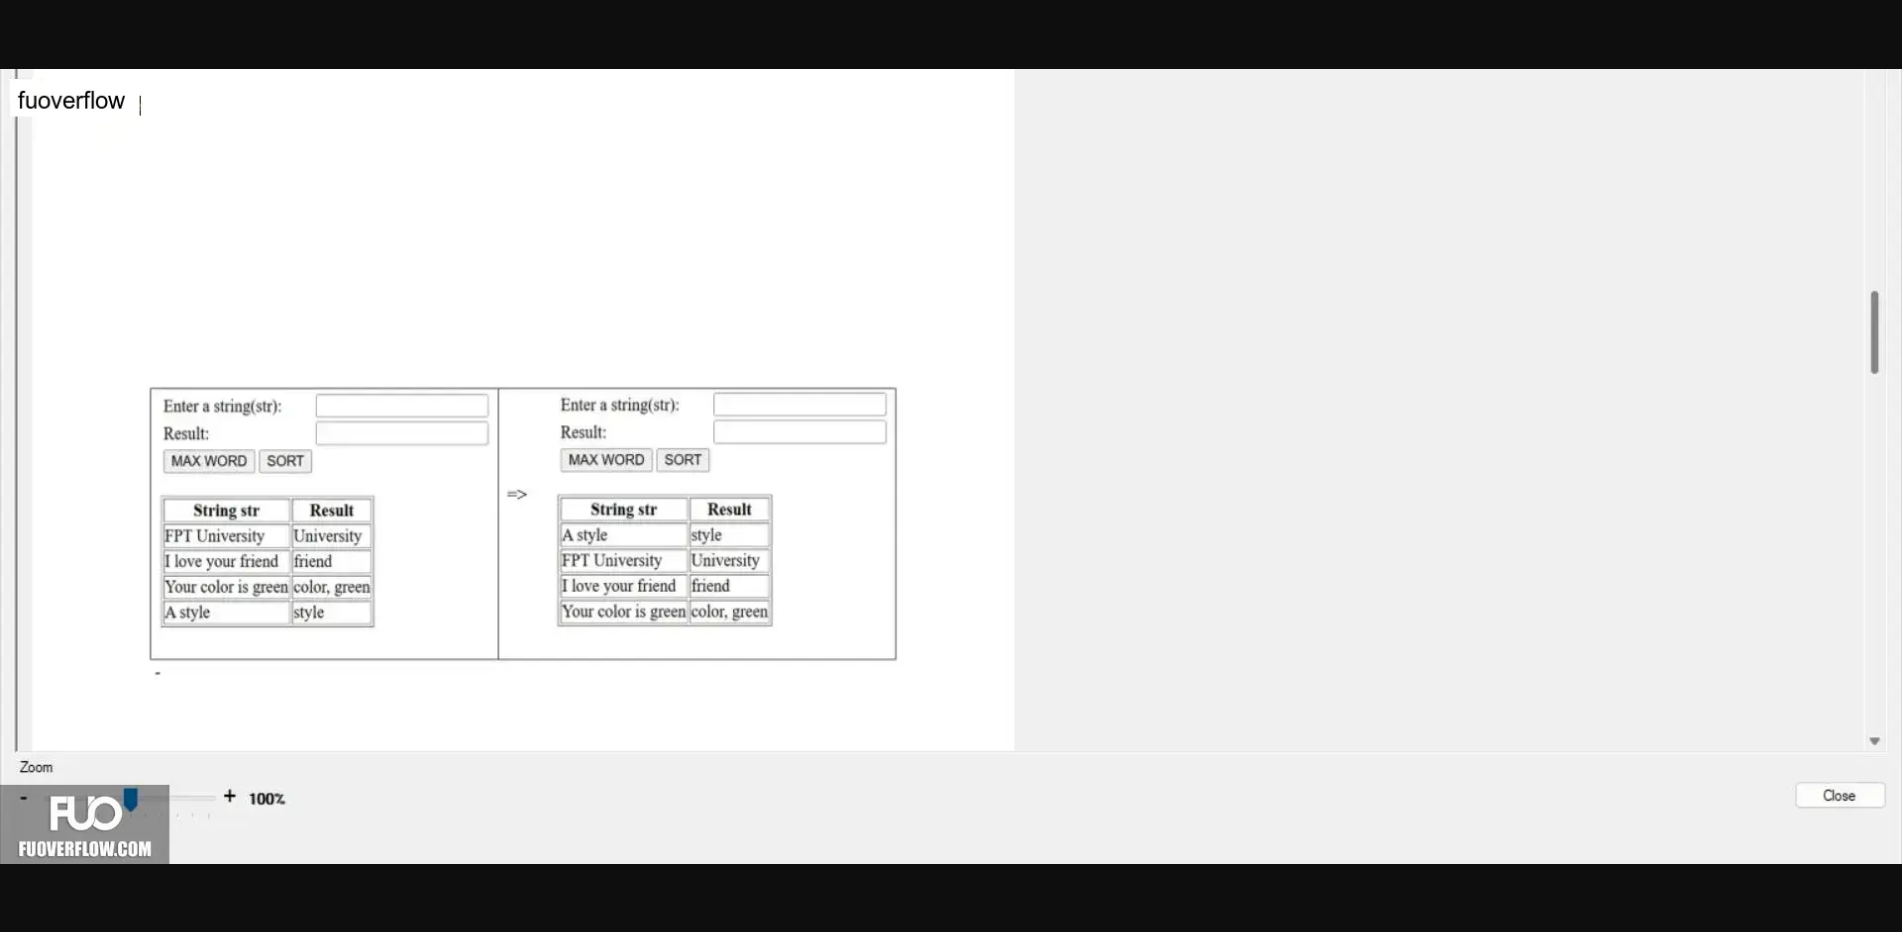 fuoverflow
Enter a string(str):
Result:
MAX WORD SORT
String str Result
FPT University University
I love your friend friend
Your color is green color, green
A style style
=>
Enter a string(str):
Result:
MAX WORD SORT
String str Result
A style style
FPT University University
I love your friend friend
Your color is green color, green
-
Zoom
- + 100%
Close
FUO
FUOVERFLOW.COM